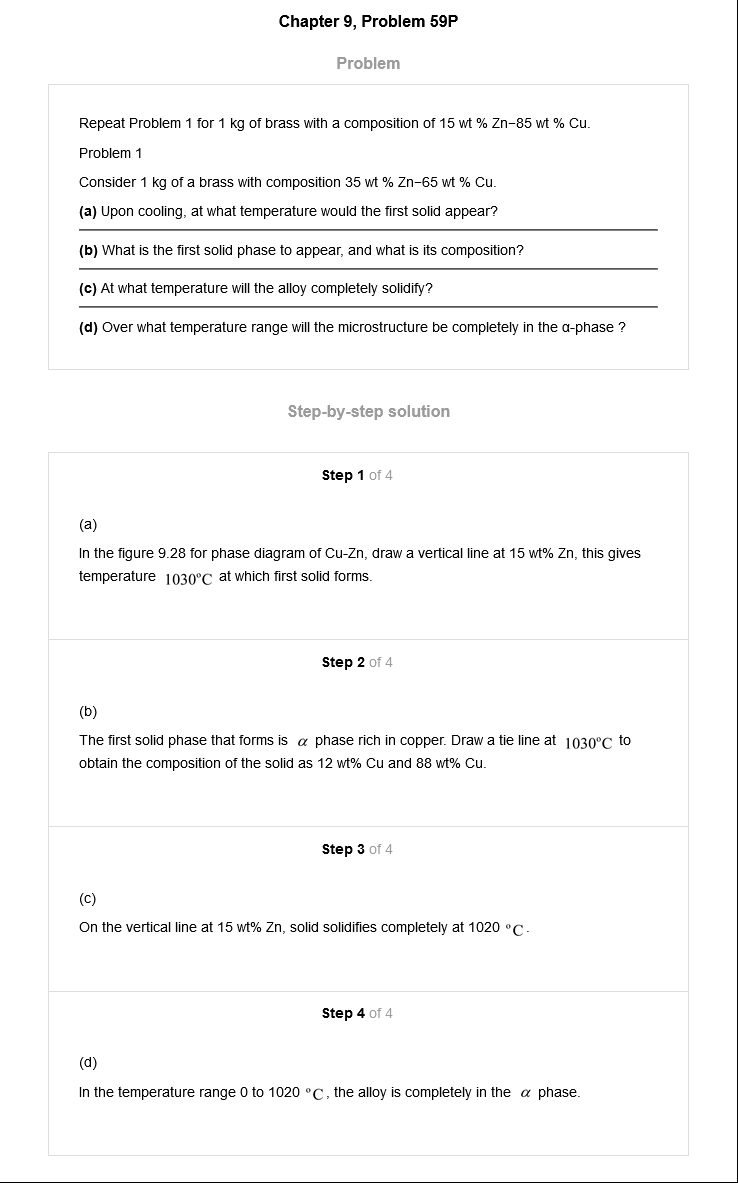 Chapter 9, Problem 59P
Problem
Repeat Problem 1 for 1 kg of brass with a composition of 15 wt % Zn−85 wt % Cu.
Problem 1
Consider 1 kg of a brass with composition 35 wt % Zn−65 wt % Cu.
(a) Upon cooling, at what temperature would the first solid appear?
(b) What is the first solid phase to appear, and what is its composition?
(c) At what temperature will the alloy completely solidify?
(d) Over what temperature range will the microstructure be completely in the α-phase ?
Step-by-step solution
Step 1 of 4
(a)
In the figure 9.28 for phase diagram of Cu-Zn, draw a vertical line at 15 wt% Zn, this gives
temperature 1030°C at which first solid forms.
Step 2 of 4
(b)
The first solid phase that forms is α phase rich in copper. Draw a tie line at 1030°C to
obtain the composition of the solid as 12 wt% Cu and 88 wt% Cu.
Step 3 of 4
(c)
On the vertical line at 15 wt% Zn, solid solidifies completely at 1020 °C.
Step 4 of 4
(d)
In the temperature range 0 to 1020 °C, the alloy is completely in the α phase.